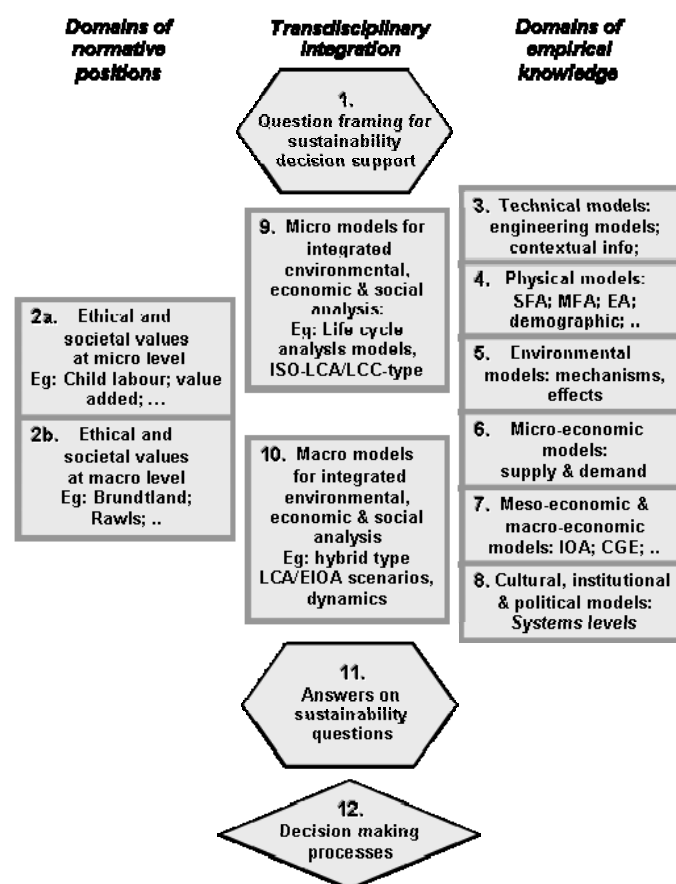 Domains of
normative
positions
Transdisciplinary
integration
Domains of
empirical
knowledge
1.
Question framing for
sustainability
decision support
2a. Ethical and
societal values
at micro level
Eg: Child labour; value
added; ...
2b. Ethical and
societal values
at macro level
Eg: Brundtland;
Rawls; ..
9. Micro models for
integrated
environmental,
economic & social
analysis:
Eg: Life cycle
analysis models,
ISO-LCA/LCC-type
10. Macro models
for integrated
environmental,
economic & social
analysis
Eg: hybrid type
LCA/EIOA scenarios,
dynamics
3. Technical models:
engineering models;
contextual info;
4. Physical models:
SFA; MFA; EA;
demographic; ..
5. Environmental
models: mechanisms,
effects
6. Micro-economic
models:
supply & demand
7. Meso-economic &
macro-economic
models: IOA; CGE; ..
8. Cultural, institutional
& political models:
Systems levels
11.
Answers on
sustainability
questions
12.
Decision making
processes